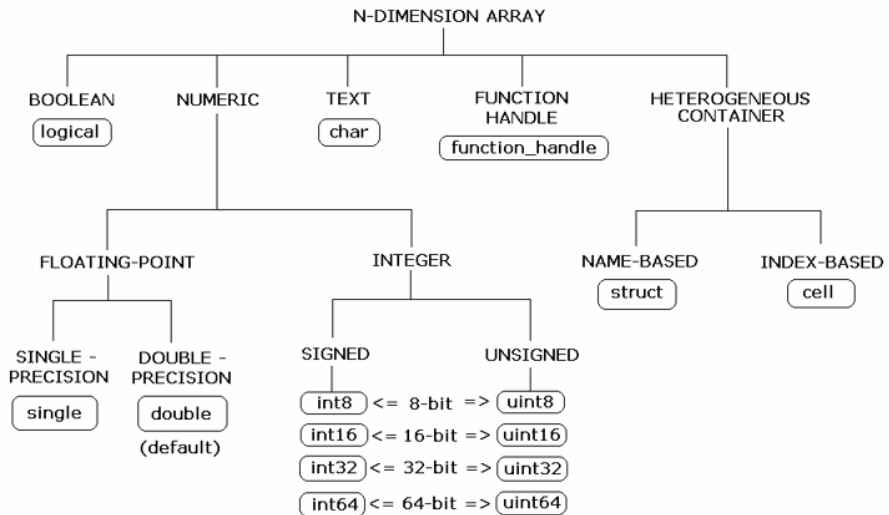 N-DIMENSION ARRAY
BOOLEAN NUMERIC TEXT FUNCTION HETEROGENEOUS
HANDLE CONTAINER
logical char function_handle
FLOATING-POINT INTEGER NAME-BASED INDEX-BASED
struct cell
SINGLE - DOUBLE - SIGNED UNSIGNED
PRECISION PRECISION
single double
(default)
int8 <= 8-bit => uint8
int16 <= 16-bit => uint16
int32 <= 32-bit => uint32
int64 <= 64-bit => uint64